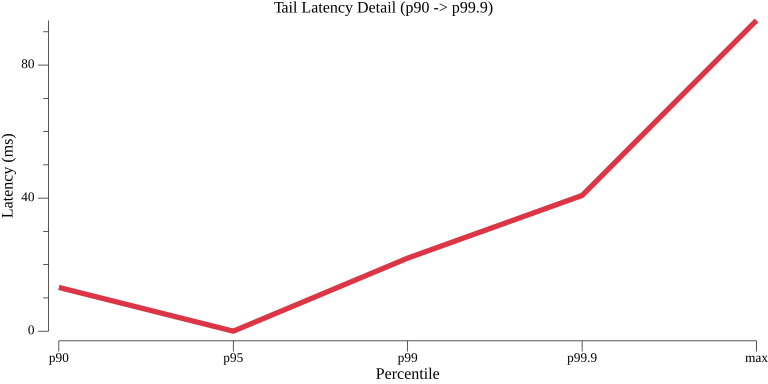 Tail Latency Detail (p90 -> p99.9)
80
40
0
Latency (ms)
p90 p95 p99 p99.9 max
Percentile